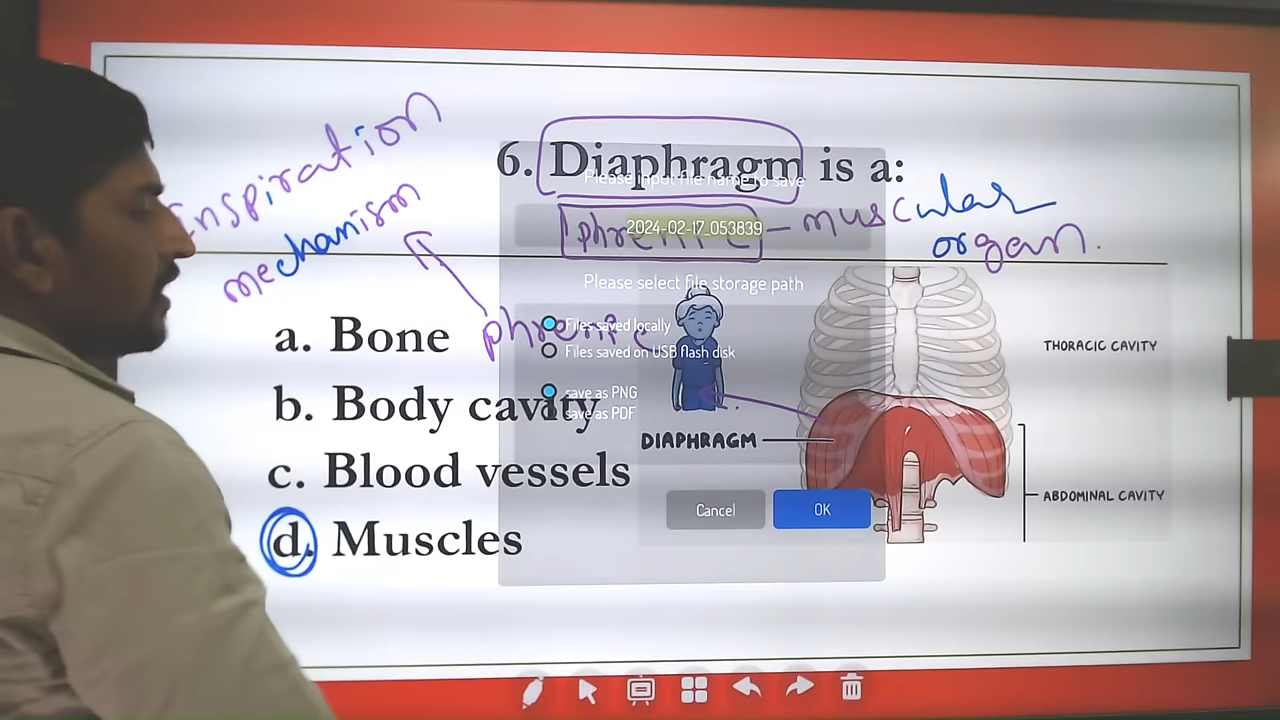 inspiration
mechanism
6. Diaphragm is a:
Please input file name to save
phrenic - muscular
organ.
2024-02-17_053839
Please select file storage path
a. Bone
phrenic
Files saved locally
Files saved on USB flash disk
b. Body cavity
save as PNG
save as PDF
c. Blood vessels
d. Muscles
Cancel
OK
DIAPHRAGM
THORACIC CAVITY
ABDOMINAL CAVITY